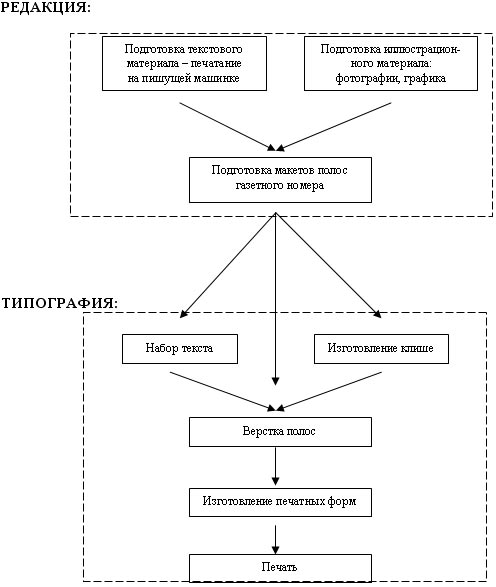 РЕДАКЦИЯ:
Подготовка текстового
материала – печатание
на пишущей машинке
Подготовка иллюстрацион-
ного материала:
фотографии, графика
Подготовка макетов полос
газетного номера
ТИПОГРАФИЯ:
Набор текста
Изготовление клише
Верстка полос
Изготовление печатных форм
Печать